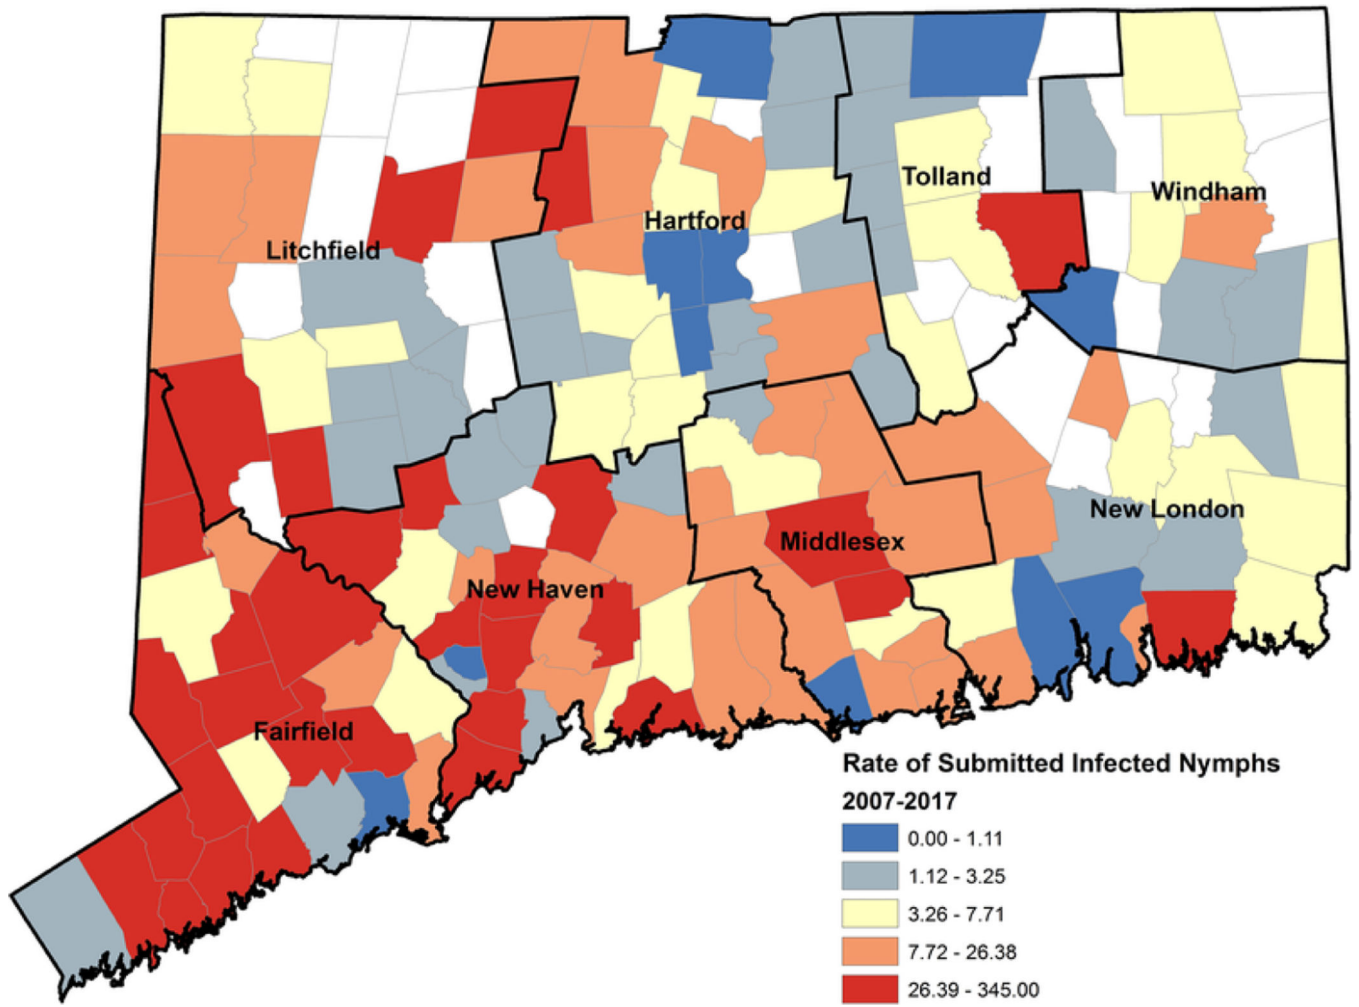 Tolland
Windham
Hartford
Litchfield
New London
Middlesex
New Haven
Fairfield
Rate of Submitted Infected Nymphs
2007-2017
0.00 - 1.11
1.12 - 3.25
3.26 - 7.71
7.72 - 26.38
26.39 - 345.00